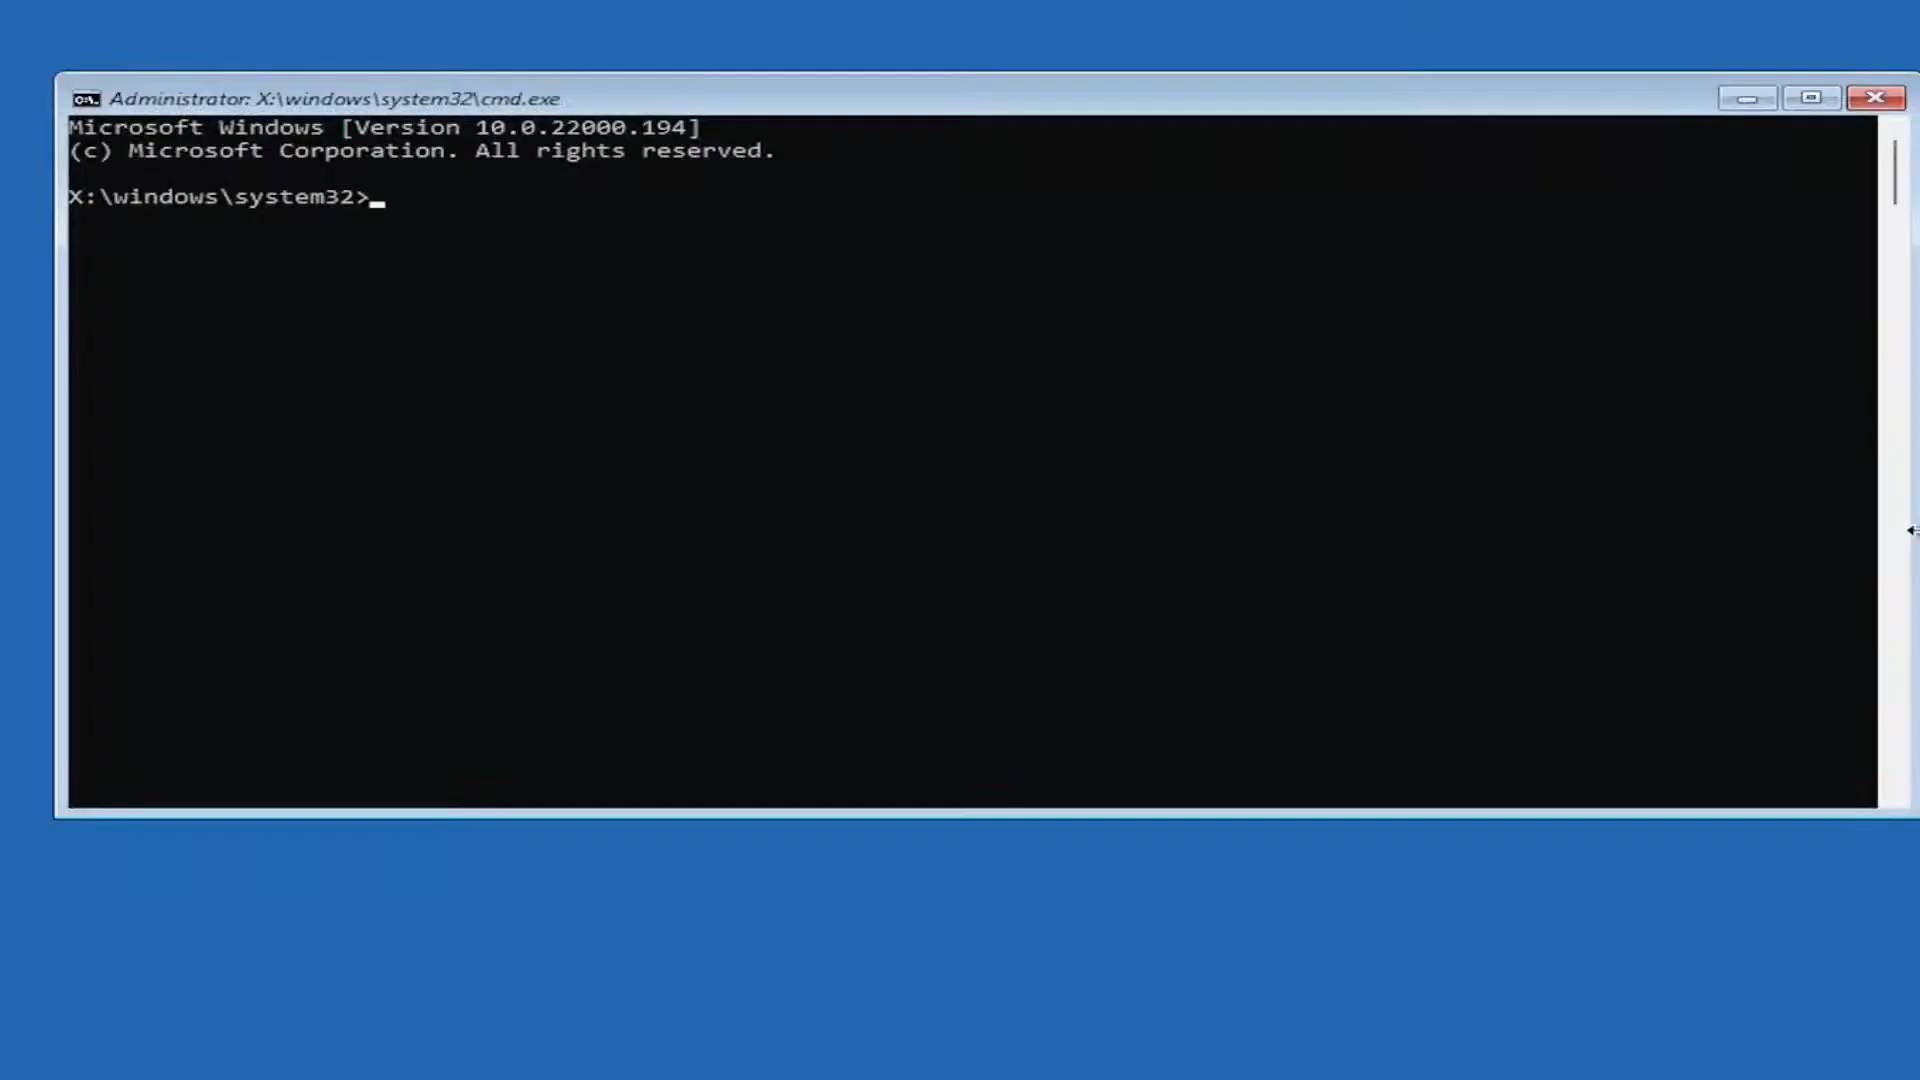 Administrator: X:\windows\system32\cmd.exe
Microsoft Windows [Version 10.0.22000.194]
(c) Microsoft Corporation. All rights reserved.
X:\windows\system32>